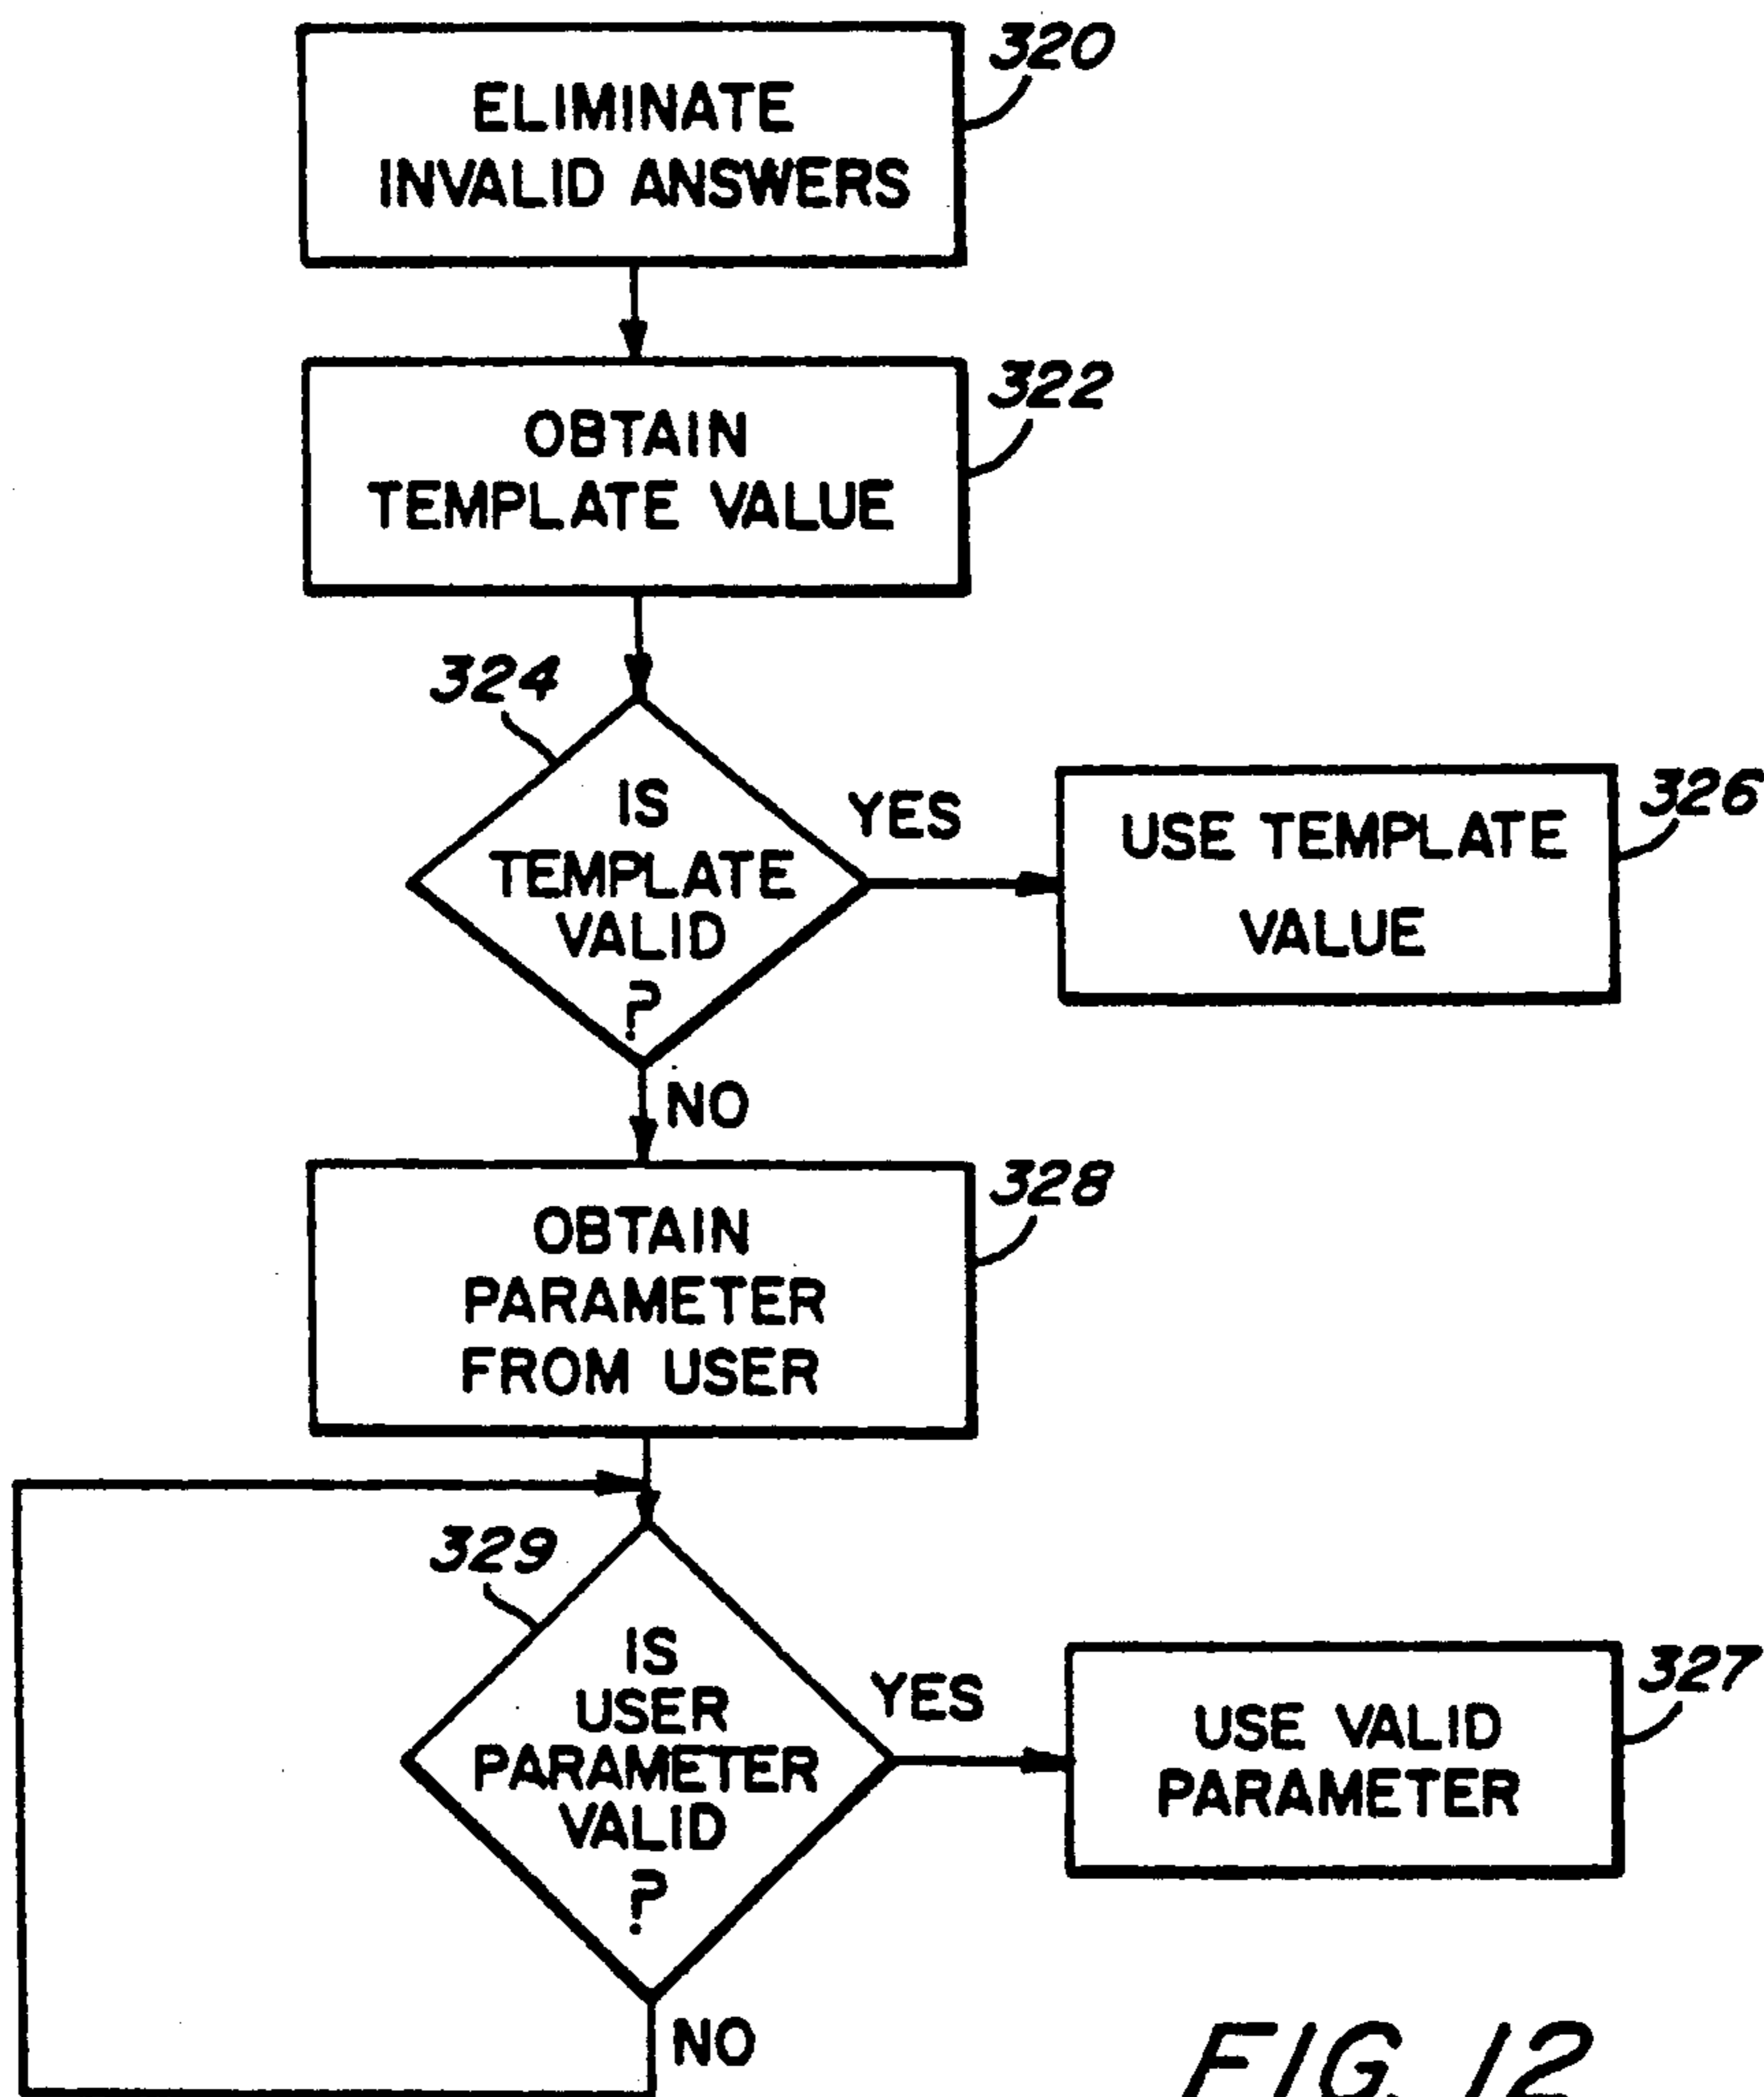 320
ELIMINATE
INVALID ANSWERS
322
OBTAIN
TEMPLATE VALUE
324
IS
TEMPLATE
VALID
?
YES
326
USE TEMPLATE
VALUE
NO
328
OBTAIN
PARAMETER
FROM USER
329
IS
USER
PARAMETER
VALID
?
YES
327
USE VALID
PARAMETER
NO
FIG. 12